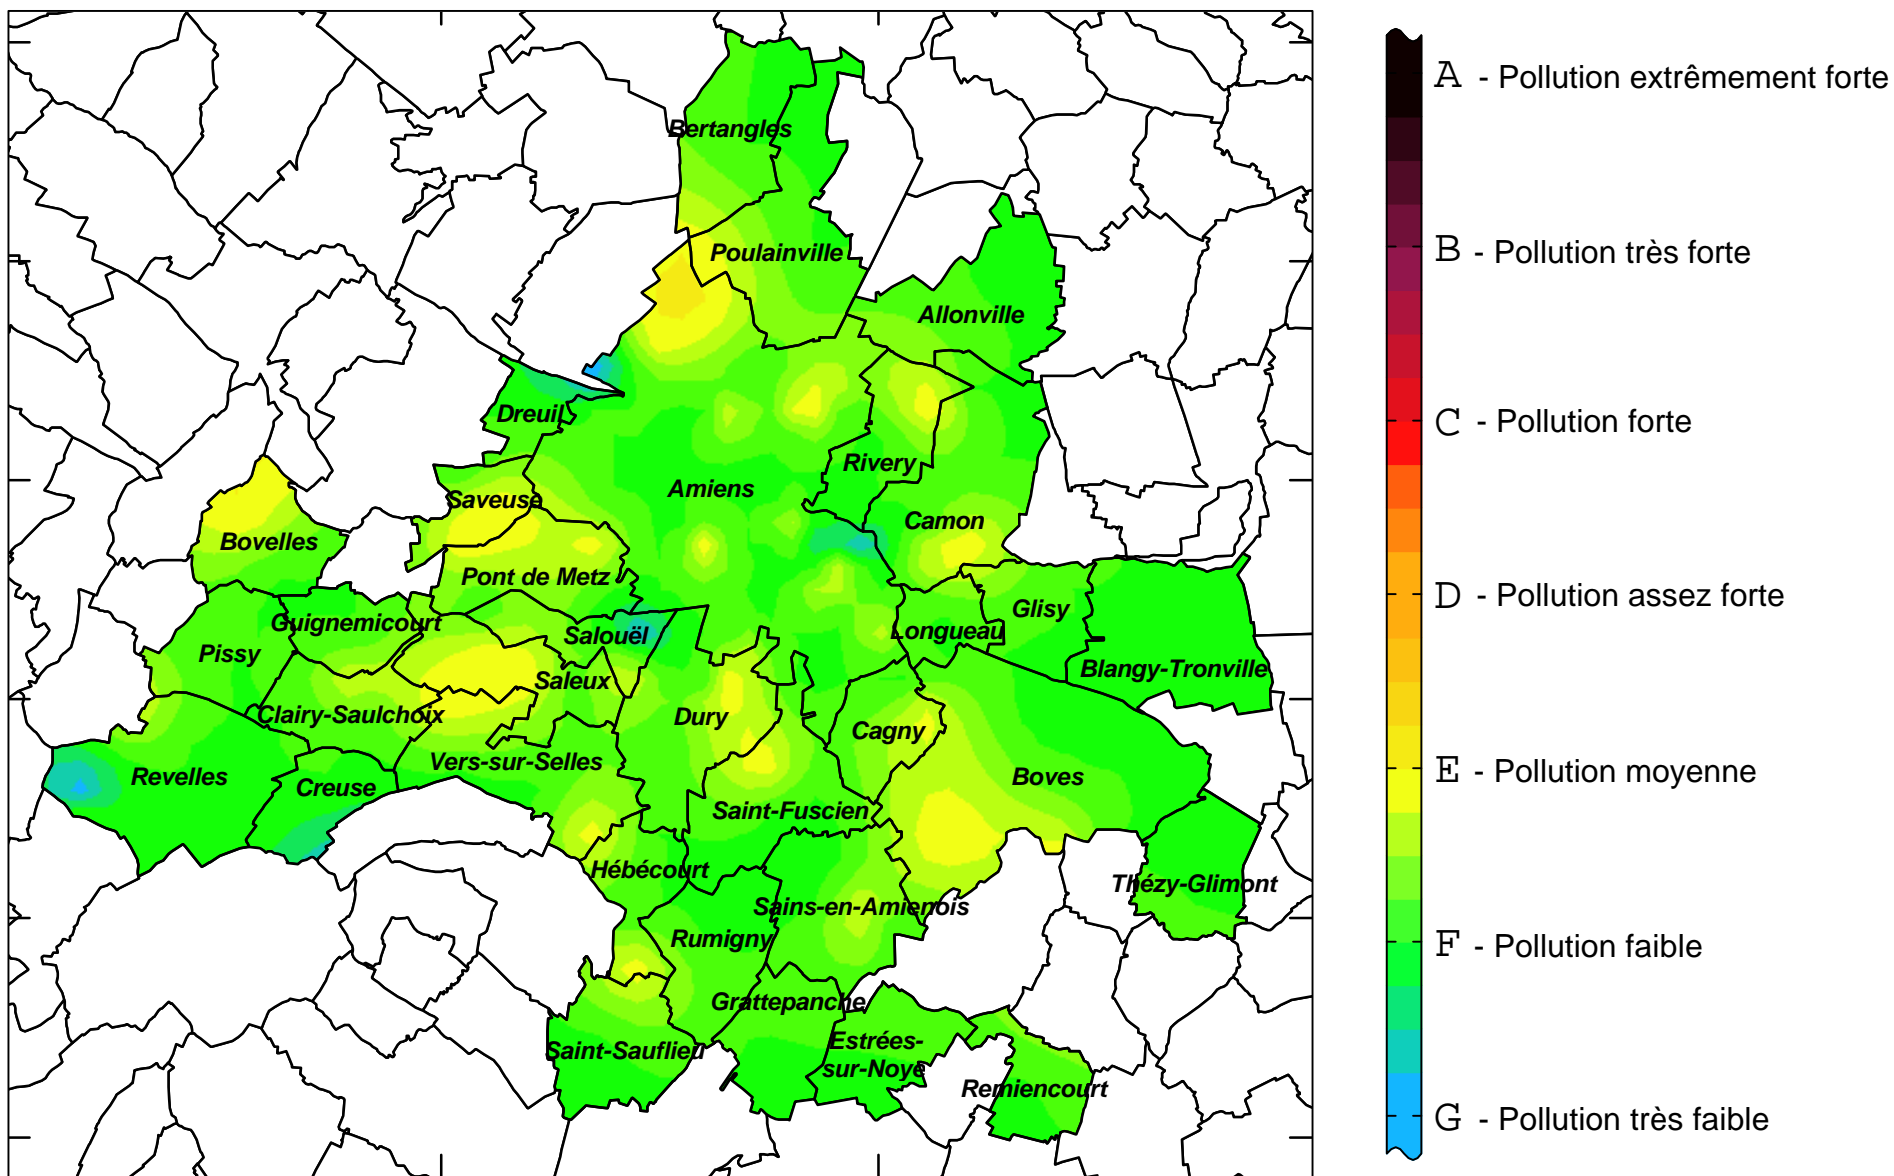 Bertangles
Poulainville
Allonville
Dreuil
Rivery
Amiens
Saveuse
Camon
Bovelles
Pont de Metz
Glisy
Guignemicourt
Salouël
Longueau
Pissy
Blangy-Tronville
Saleux
Clairy-Saulchoix
Dury
Cagny
Vers-sur-Selles
Revelles
Creuse
Boves
Saint-Fuscien
Hébécourt
Thézy-Glimont
Sains-en-Amienois
Rumigny
Grattepanche
Estrées-
sur-Noye
Saint-Sauflieu
Remiencourt
A - Pollution extrêmement forte
B - Pollution très forte
C - Pollution forte
D - Pollution assez forte
E - Pollution moyenne
F - Pollution faible
G - Pollution très faible